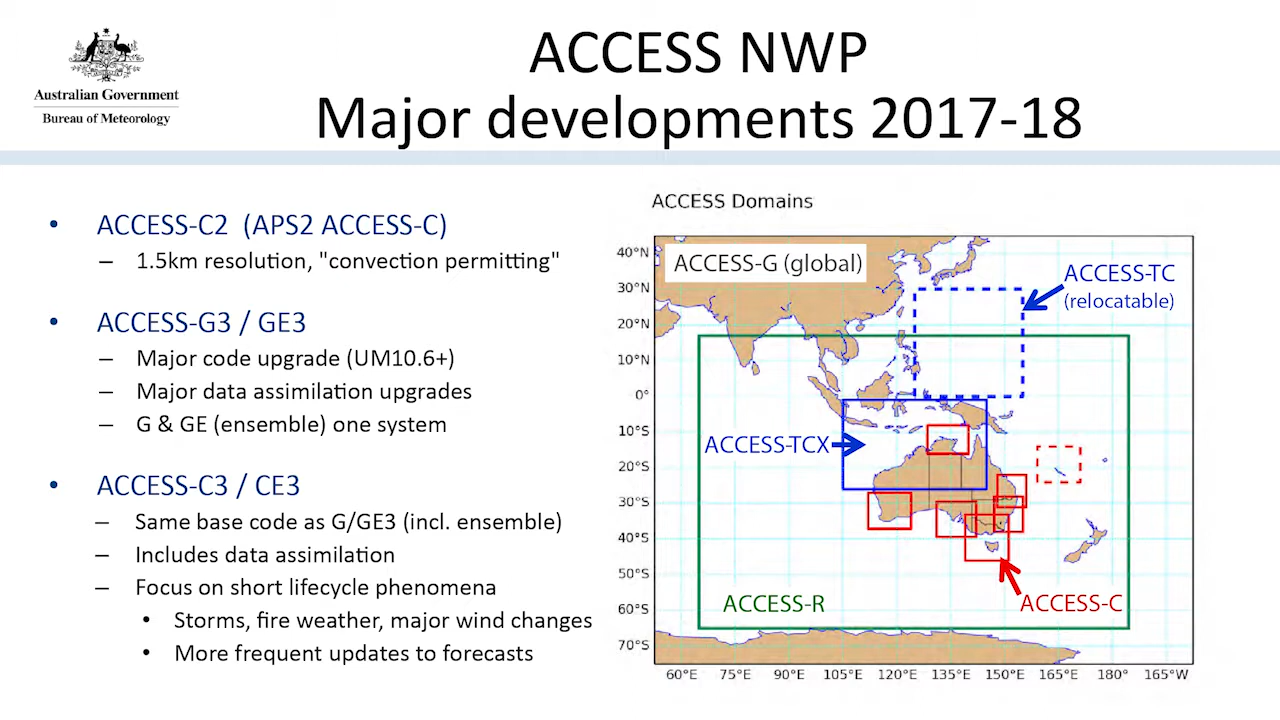 Australian Government
Bureau of Meteorology
ACCESS NWP
Major developments 2017-18
• ACCESS-C2 (APS2 ACCESS-C)
– 1.5km resolution, "convection permitting"
• ACCESS-G3 / GE3
– Major code upgrade (UM10.6+)
– Major data assimilation upgrades
– G & GE (ensemble) one system
• ACCESS-C3 / CE3
– Same base code as G/GE3 (incl. ensemble)
– Includes data assimilation
– Focus on short lifecycle phenomena
• Storms, fire weather, major wind changes
• More frequent updates to forecasts
ACCESS Domains
ACCESS-G (global)
ACCESS-TC
(relocatable)
ACCESS-TCX
ACCESS-R
ACCESS-C
40°N
30°N
20°N
10°N
0°
10°S
20°S
30°S
40°S
50°S
60°S
70°S
60°E 75°E 90°E 105°E 120°E 135°E 150°E 165°E 180° 165°W